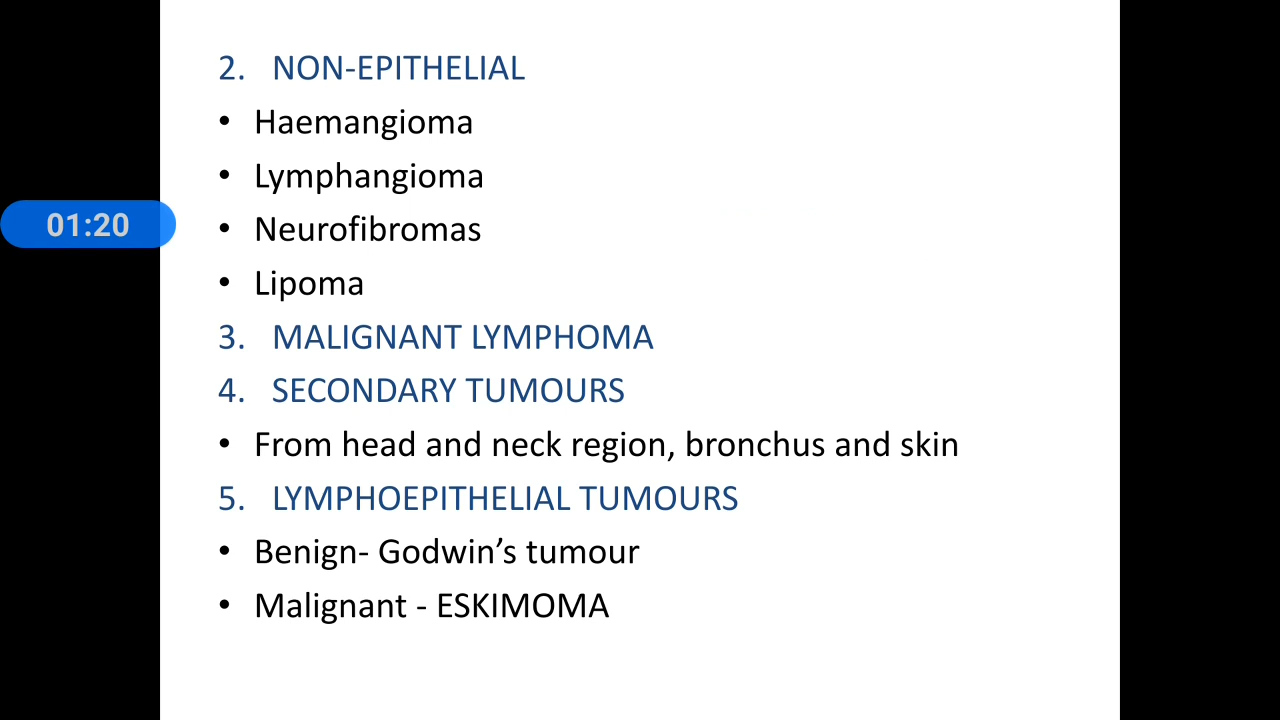 2. NON-EPITHELIAL
• Haemangioma
• Lymphangioma
01:20
• Neurofibromas
• Lipoma
3. MALIGNANT LYMPHOMA
4. SECONDARY TUMOURS
• From head and neck region, bronchus and skin
5. LYMPHOEPITHELIAL TUMOURS
• Benign- Godwin’s tumour
• Malignant - ESKIMOMA